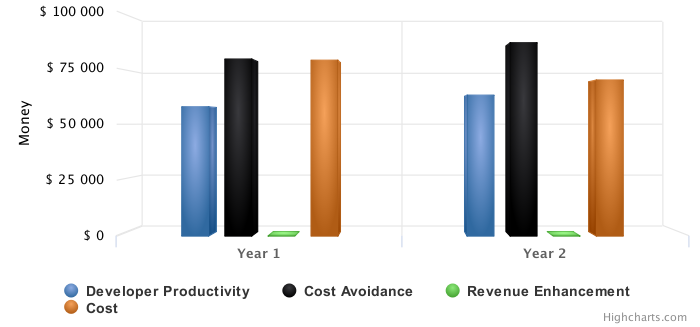 $ 100 000
$ 75 000
$ 50 000
$ 25 000
$ 0
Money
Year 1
Year 2
Developer Productivity
Cost Avoidance
Revenue Enhancement
Cost
Highcharts.com